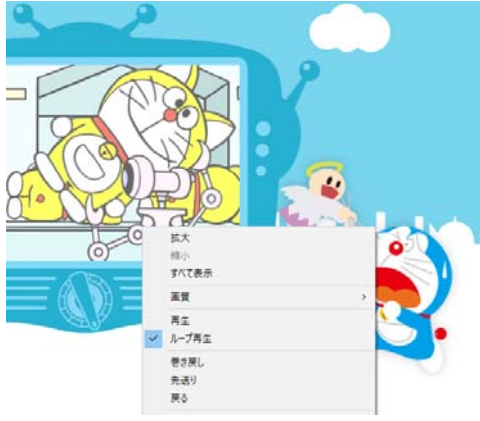 拡大
縮小
すべて表示
画質
再生
ループ再生
巻き戻し
先送り
戻る